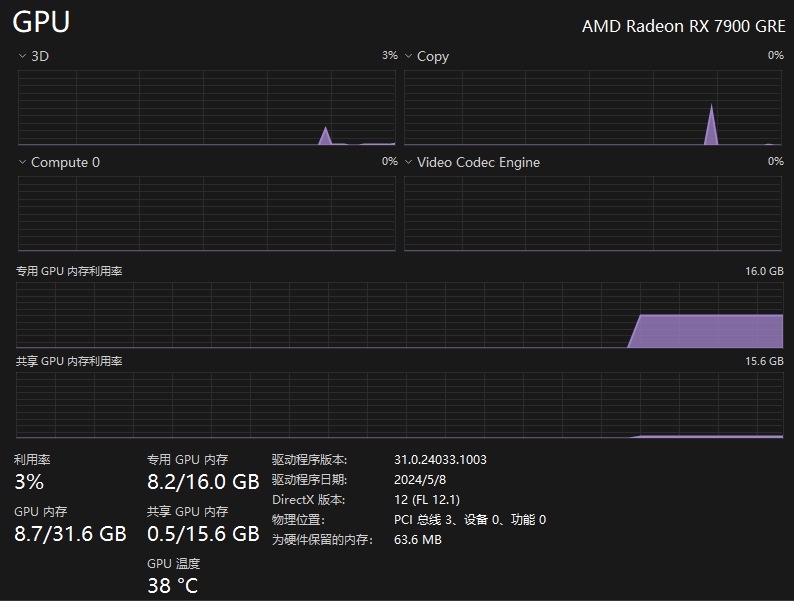 GPU
AMD Radeon RX 7900 GRE
3D 3%
Copy 0%
Compute 0 0%
Video Codec Engine 0%
专用 GPU 内存利用率 16.0 GB
共享 GPU 内存利用率 15.6 GB
利用率
3%
专用 GPU 内存
8.2/16.0 GB
GPU 内存
8.7/31.6 GB
共享 GPU 内存
0.5/15.6 GB
GPU 温度
38 °C
驱动程序版本: 31.0.24033.1003
驱动程序日期: 2024/5/8
DirectX 版本: 12 (FL 12.1)
物理位置: PCI 总线 3、设备 0、功能 0
为硬件保留的内存: 63.6 MB